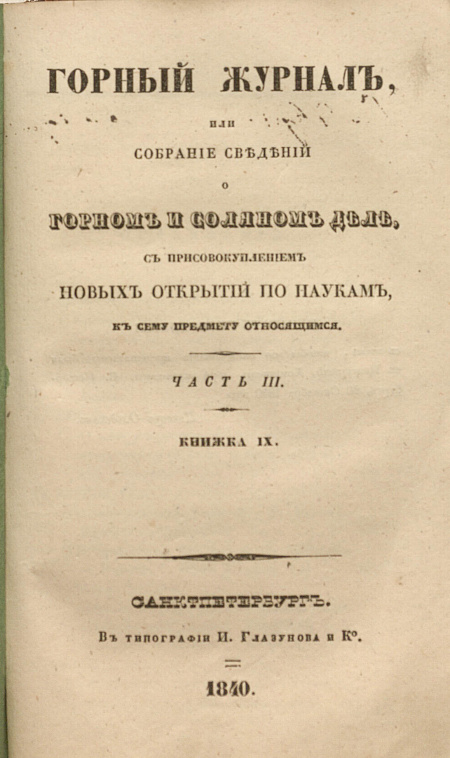 ГОРНЫЙ ЖУРНАЛЪ,
ИЛИ
СОБРАНІЕ СВѢДѢНІЙ
О
ГОРНОМЪ И СОЛЯНОМЪ ДѢЛѢ,
СЪ ПРИСОВОКУПЛЕНІЕМЪ
НОВЫХЪ ОТКРЫТІЙ ПО НАУКАМЪ,
КЪ СЕМУ ПРЕДМЕТУ ОТНОСЯЩИМСЯ.
ЧАСТЬ III.
КНИЖКА IX.
САНКТПЕТЕРБУРГЪ.
ВЪ ТИПОГРАФІИ И. ГЛАЗУНОВА И Кº.
1840.